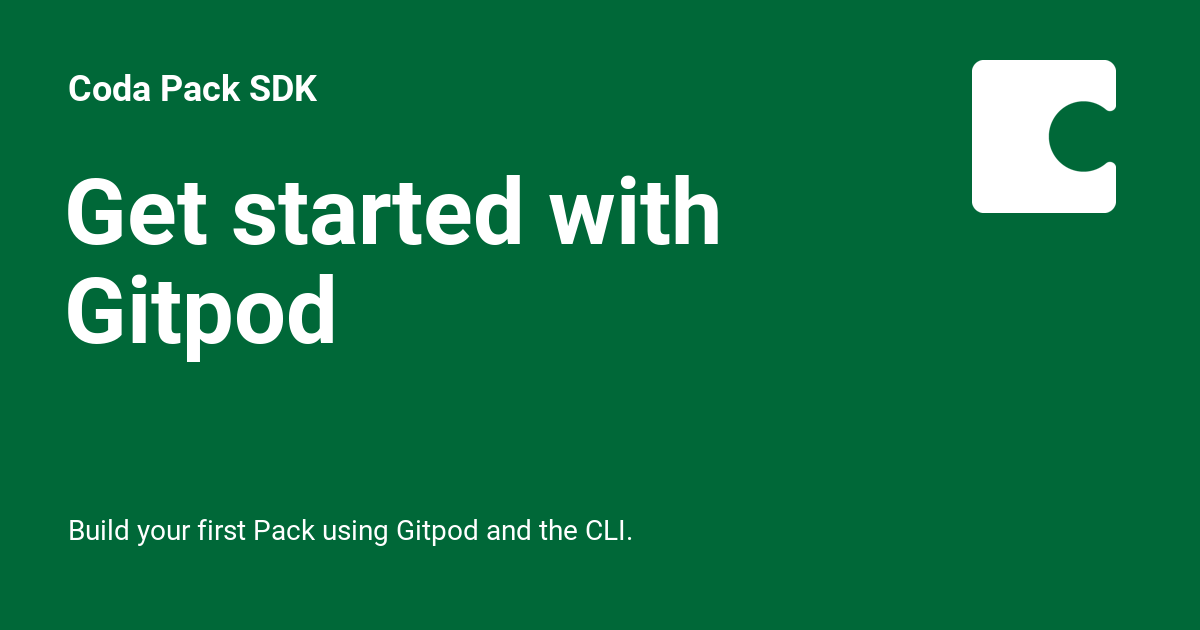 Coda Pack SDK
Get started with
Gitpod
Build your first Pack using Gitpod and the CLI.